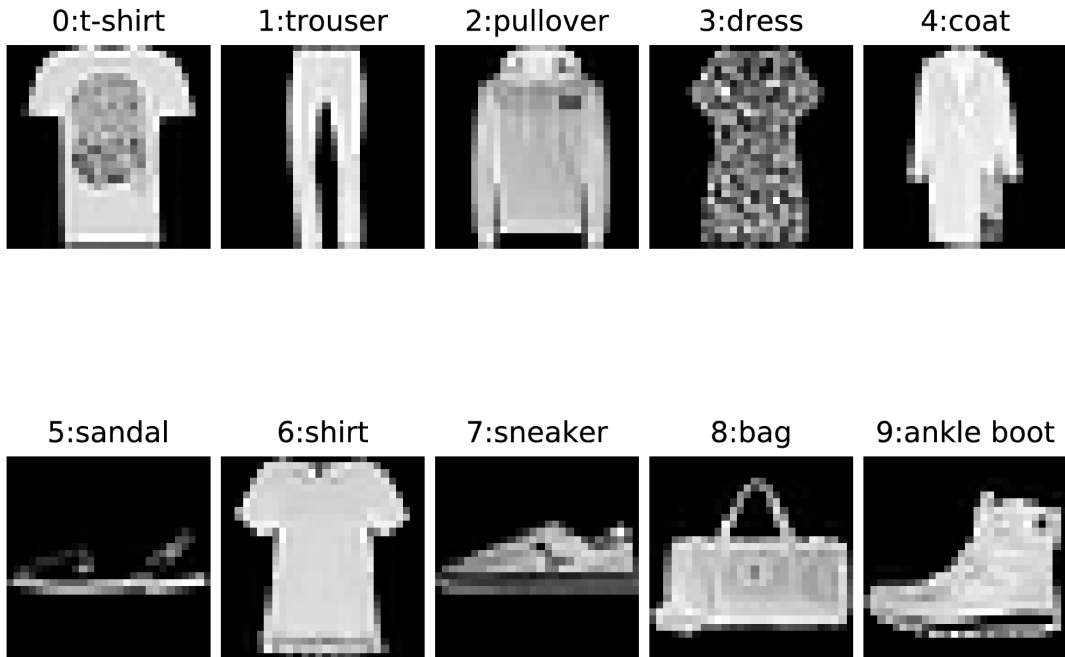 0:t-shirt 1:trouser 2:pullover 3:dress 4:coat
5:sandal 6:shirt 7:sneaker 8:bag 9:ankle boot